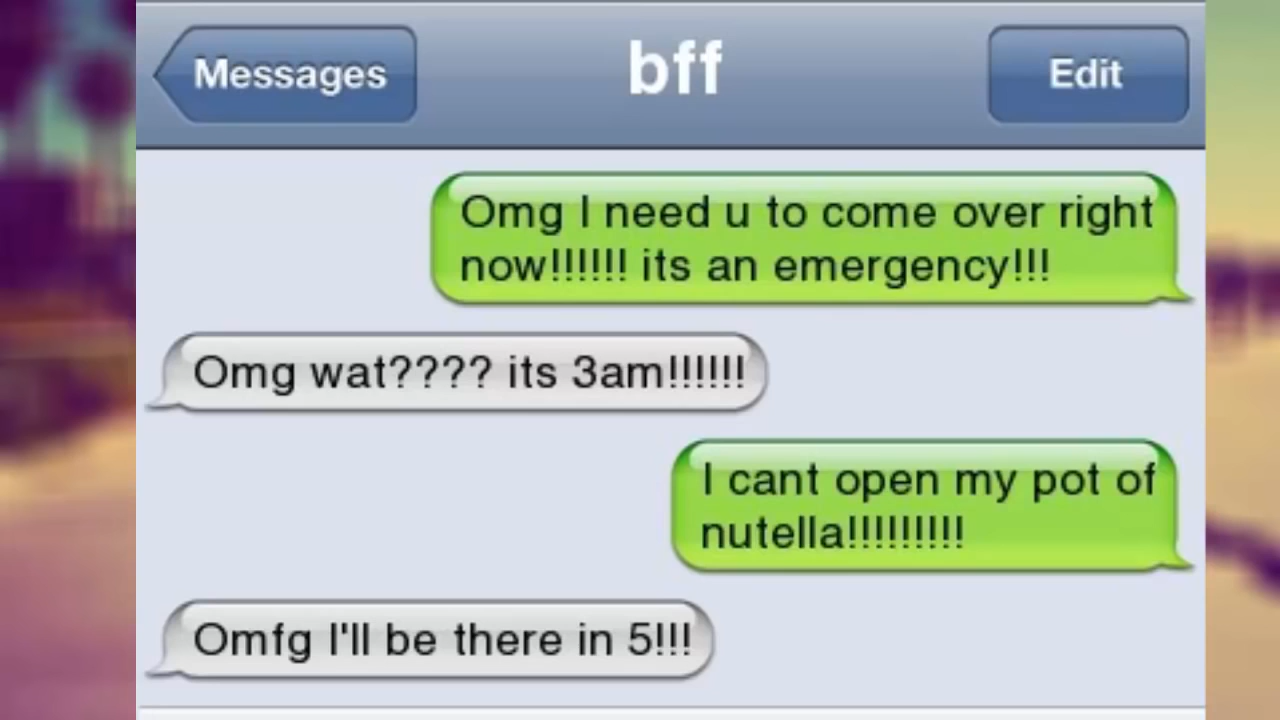 Messages
bff
Edit
Omg I need u to come over right
now!!!!!! its an emergency!!!
Omg wat???? its 3am!!!!!!
I cant open my pot of
nutella!!!!!!!!!
Omfg I'll be there in 5!!!